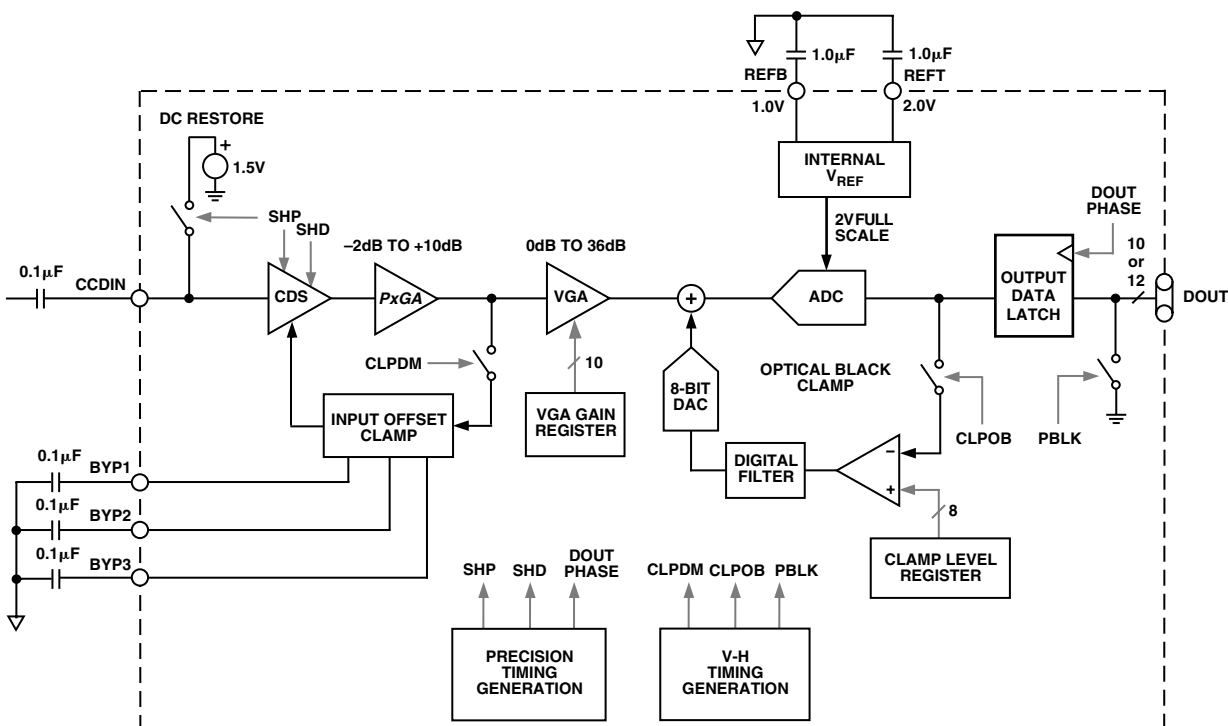 1.0µF
1.0µF
REFB
REFT
1.0V
2.0V
DC RESTORE
+
1.5V
INTERNAL
VREF
DOUT
PHASE
SHP
SHD
2V FULL
SCALE
–2dB TO +10dB
0dB TO 36dB
10
or
12
0.1µF
CCDIN
CDS
PxGA
VGA
+
ADC
OUTPUT
DATA
LATCH
DOUT
CLPDM
10
8-BIT
DAC
OPTICAL BLACK
CLAMP
INPUT OFFSET
CLAMP
VGA GAIN
REGISTER
CLPOB
PBLK
–
+
DIGITAL
FILTER
0.1µF
BYP1
8
0.1µF
BYP2
0.1µF
BYP3
CLAMP LEVEL
REGISTER
SHP
SHD
DOUT
PHASE
CLPDM
CLPOB
PBLK
PRECISION
TIMING
GENERATION
V-H
TIMING
GENERATION